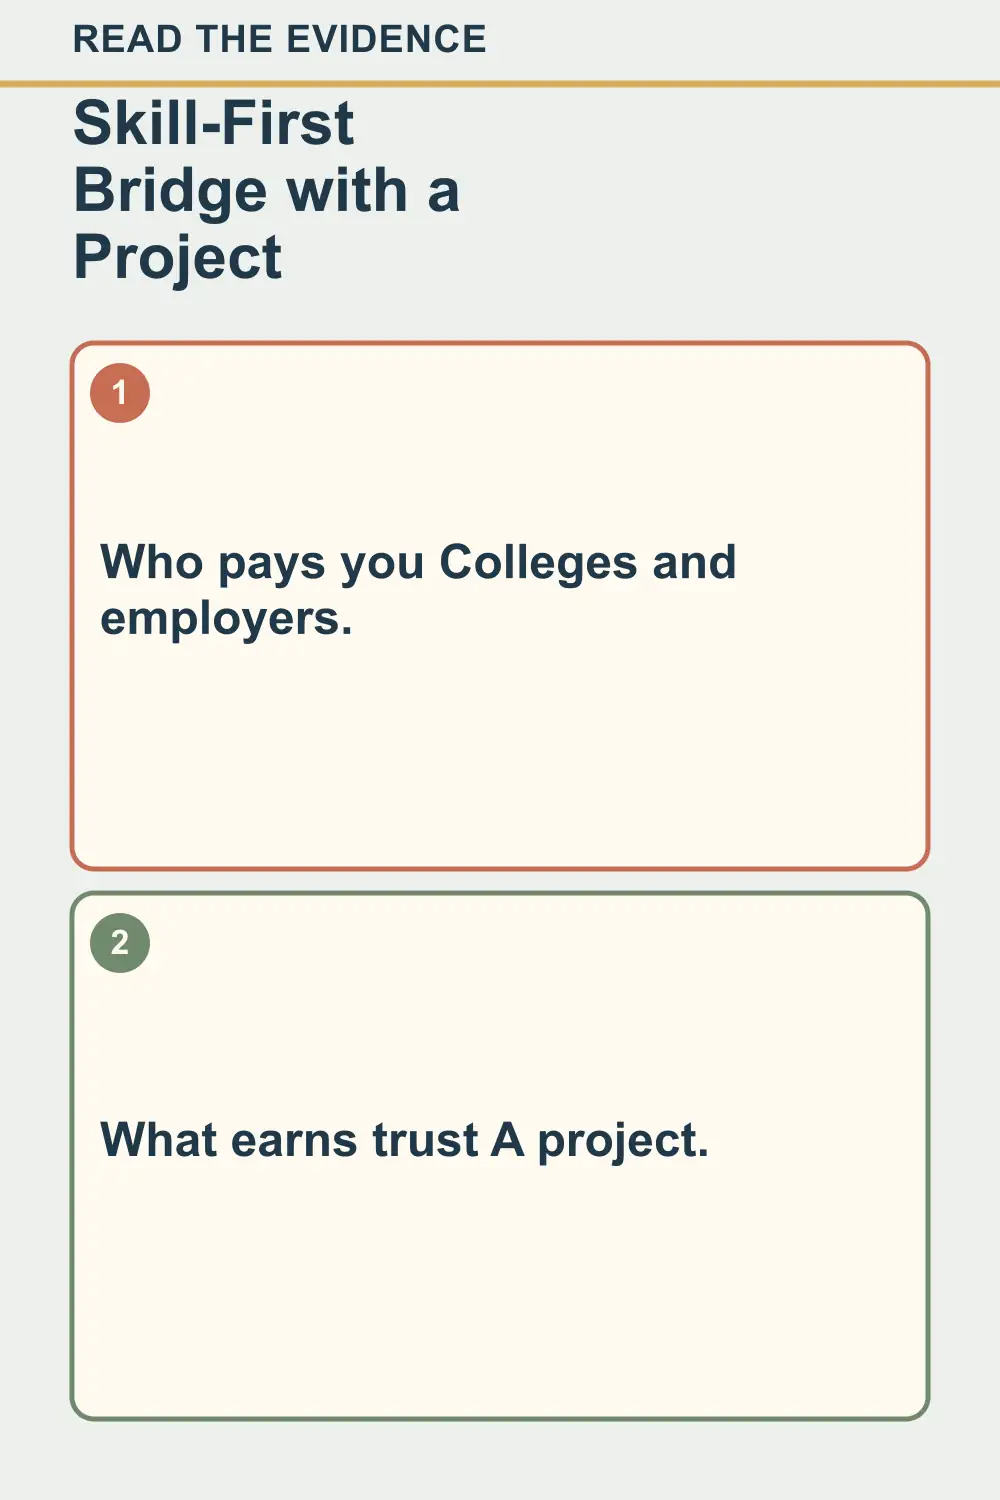 READ THE EVIDENCE
Skill-First
Bridge with a
Project
1
Who pays you Colleges and
employers.
2
What earns trust A project.